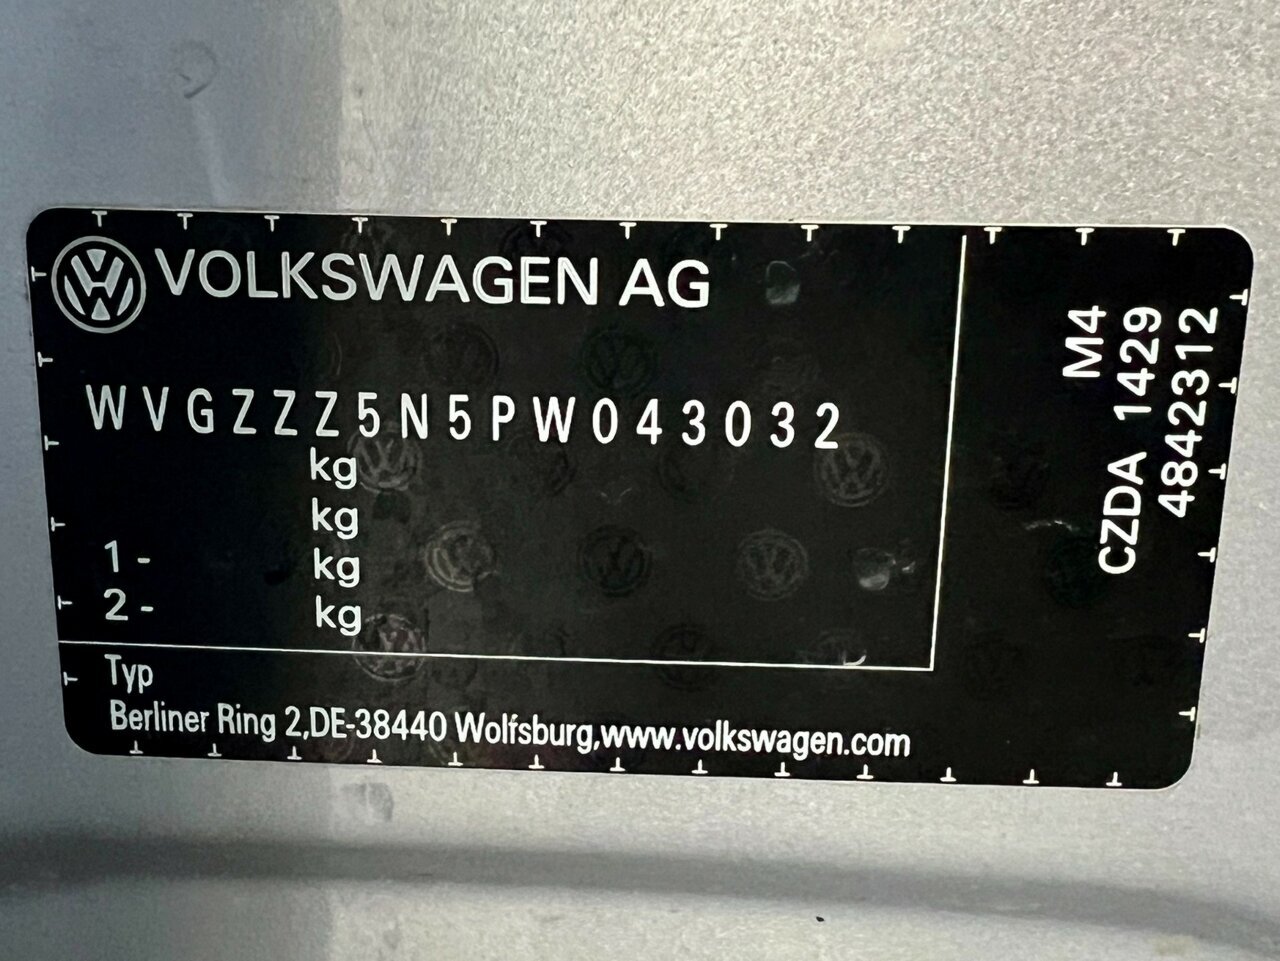 VOLKSWAGEN AG
WVGZZZ5N5PW043032
kg
kg
1- kg
2- kg
Typ
Berliner Ring 2,DE-38440 Wolfsburg,www.volkswagen.com
M4
CZDA 1429
4842312